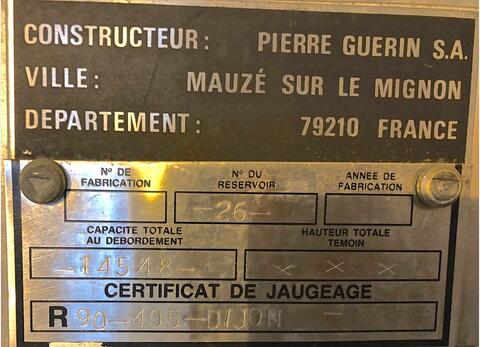 CONSTRUCTEUR: PIERRE GUERIN S.A.
VILLE: MAUZÉ SUR LE MIGNON
DEPARTEMENT: 79210 FRANCE
N° DE FABRICATION
N° DU RESERVOIR
ANNEE DE FABRICATION
-26-
CAPACITE TOTALE AU DEBORDEMENT
HAUTEUR TOTALE TEMOIN
-14548-
X X X
CERTIFICAT DE JAUGEAGE
R 90-405-DIJON -